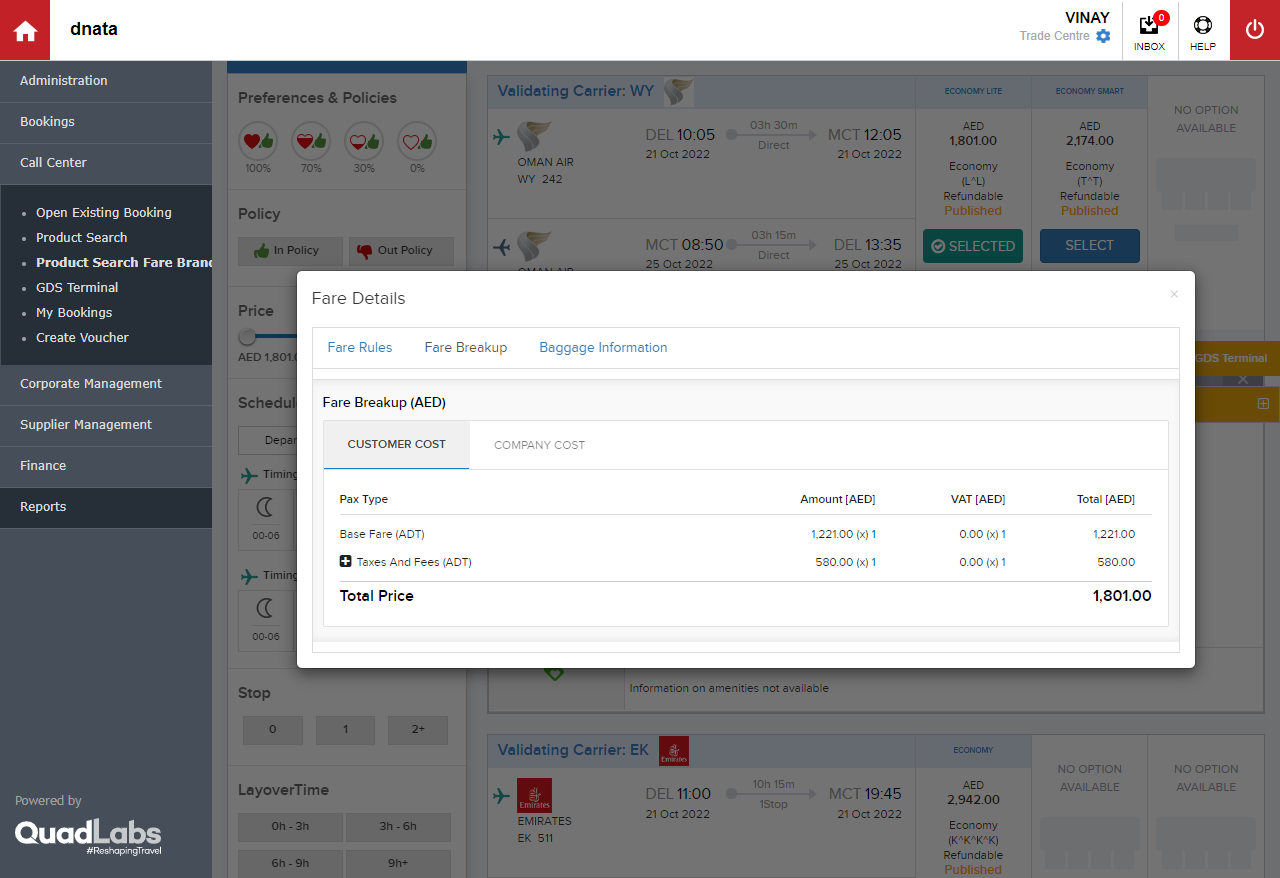 dnata
VINAY
Trade Centre
0
INBOX
HELP
Administration
Bookings
Call Center
Open Existing Booking
Product Search
Product Search Fare Brand
GDS Terminal
My Bookings
Create Voucher
Corporate Management
Supplier Management
Finance
Reports
Powered by
QuadLabs
#ReshapingTravel
Preferences & Policies
100% 70% 30% 0%
Policy
In Policy Out Policy
Price
AED 1,801.0
Schedul
Depar
Timing
00-06
Timing
00-06
Stop
0 1 2+
LayoverTime
0h - 3h 3h - 6h
6h - 9h 9h+
Validating Carrier: WY
ECONOMY LITE
ECONOMY SMART
NO OPTION
AVAILABLE
OMAN AIR
WY 242
DEL 10:05
21 Oct 2022
03h 30m
Direct
MCT 12:05
21 Oct 2022
AED
1,801.00
Economy
(L^L)
Refundable
Published
SELECTED
AED
2,174.00
Economy
(T^T)
Refundable
Published
SELECT
OMAN AIR
MCT 08:50
25 Oct 2022
03h 15m
Direct
DEL 13:35
25 Oct 2022
GDS Terminal
Fare Details
×
Fare Rules Fare Breakup Baggage Information
Fare Breakup (AED)
CUSTOMER COST COMPANY COST
Pax Type Amount [AED] VAT [AED] Total [AED]
Base Fare (ADT) 1,221.00 (x) 1 0.00 (x) 1 1,221.00
Taxes And Fees (ADT) 580.00 (x) 1 0.00 (x) 1 580.00
Total Price 1,801.00
Information on amenities not available
Validating Carrier: EK
Emirates
ECONOMY
NO OPTION
AVAILABLE
NO OPTION
AVAILABLE
Emirates
EMIRATES
EK 511
DEL 11:00
21 Oct 2022
10h 15m
1Stop
MCT 19:45
21 Oct 2022
AED
2,942.00
Economy
(K^K^K^K)
Refundable
Published